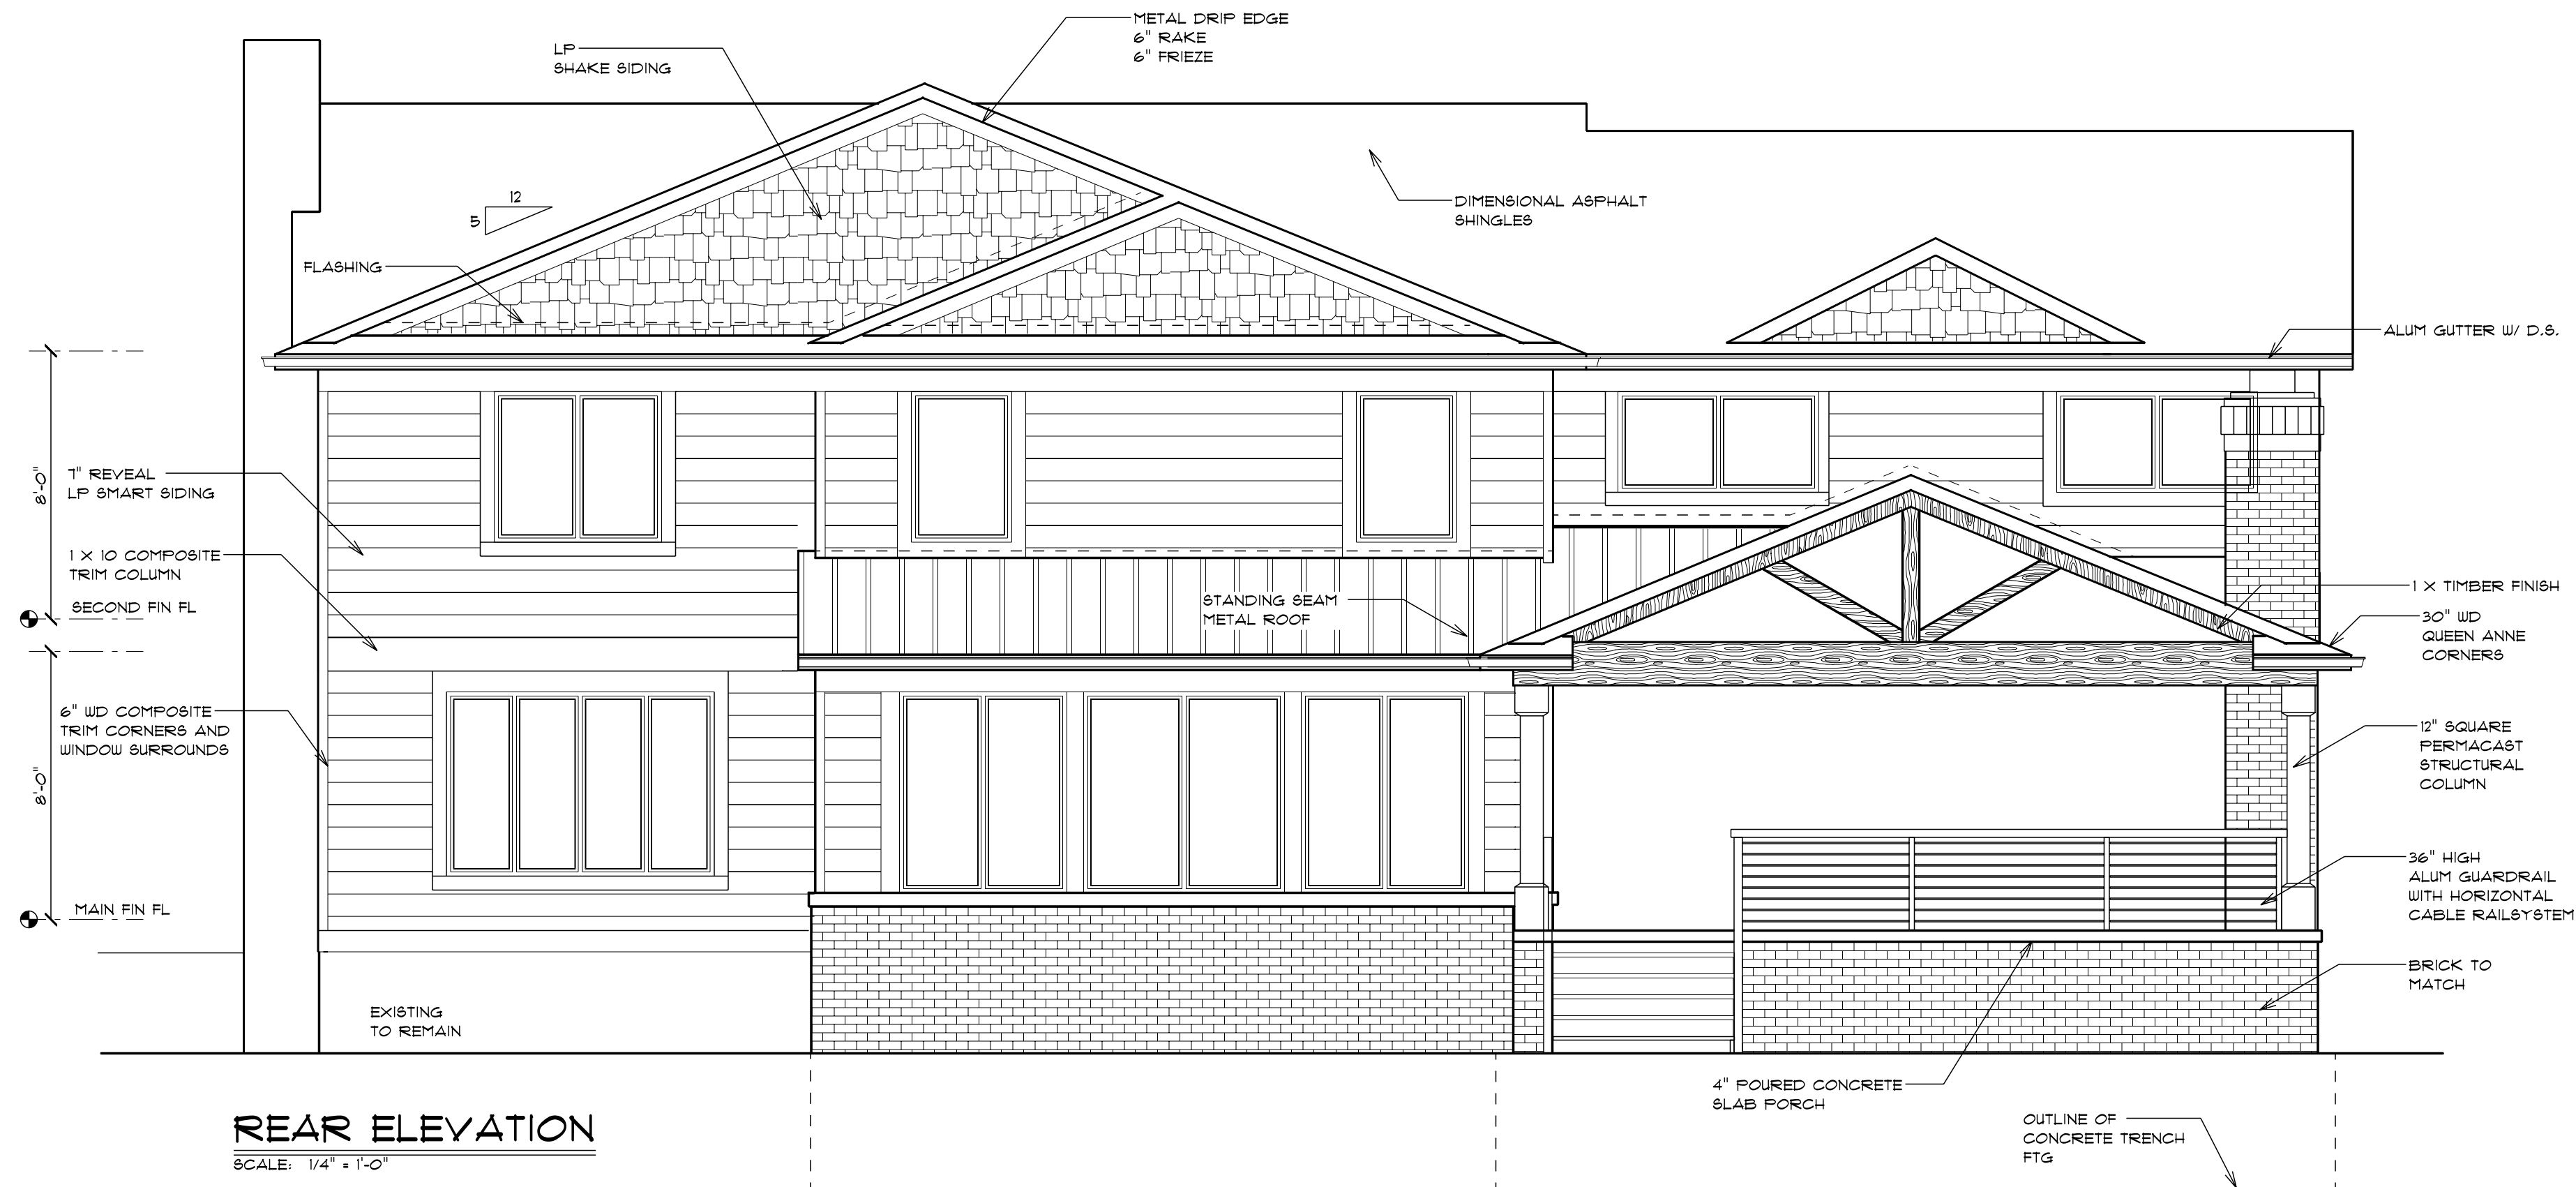 METAL DRIP EDGE
6" RAKE
6" FRIEZE
LP
SHAKE SIDING
12
5
DIMENSIONAL ASPHALT
SHINGLES
FLASHING
ALUM GUTTER W/ D.S.
8'-0"
7" REVEAL
LP SMART SIDING
1 X 10 COMPOSITE
TRIM COLUMN
SECOND FIN FL
STANDING SEAM
METAL ROOF
1 X TIMBER FINISH
30" WD
QUEEN ANNE
CORNERS
6" WD COMPOSITE
TRIM CORNERS AND
WINDOW SURROUNDS
12" SQUARE
PERMACAST
STRUCTURAL
COLUMN
8'-0"
36" HIGH
ALUM GUARDRAIL
WITH HORIZONTAL
CABLE RAILSYSTEM
MAIN FIN FL
BRICK TO
MATCH
EXISTING
TO REMAIN
4" POURED CONCRETE
SLAB PORCH
OUTLINE OF
CONCRETE TRENCH
FTG
REAR ELEVATION
SCALE: 1/4" = 1'-0"